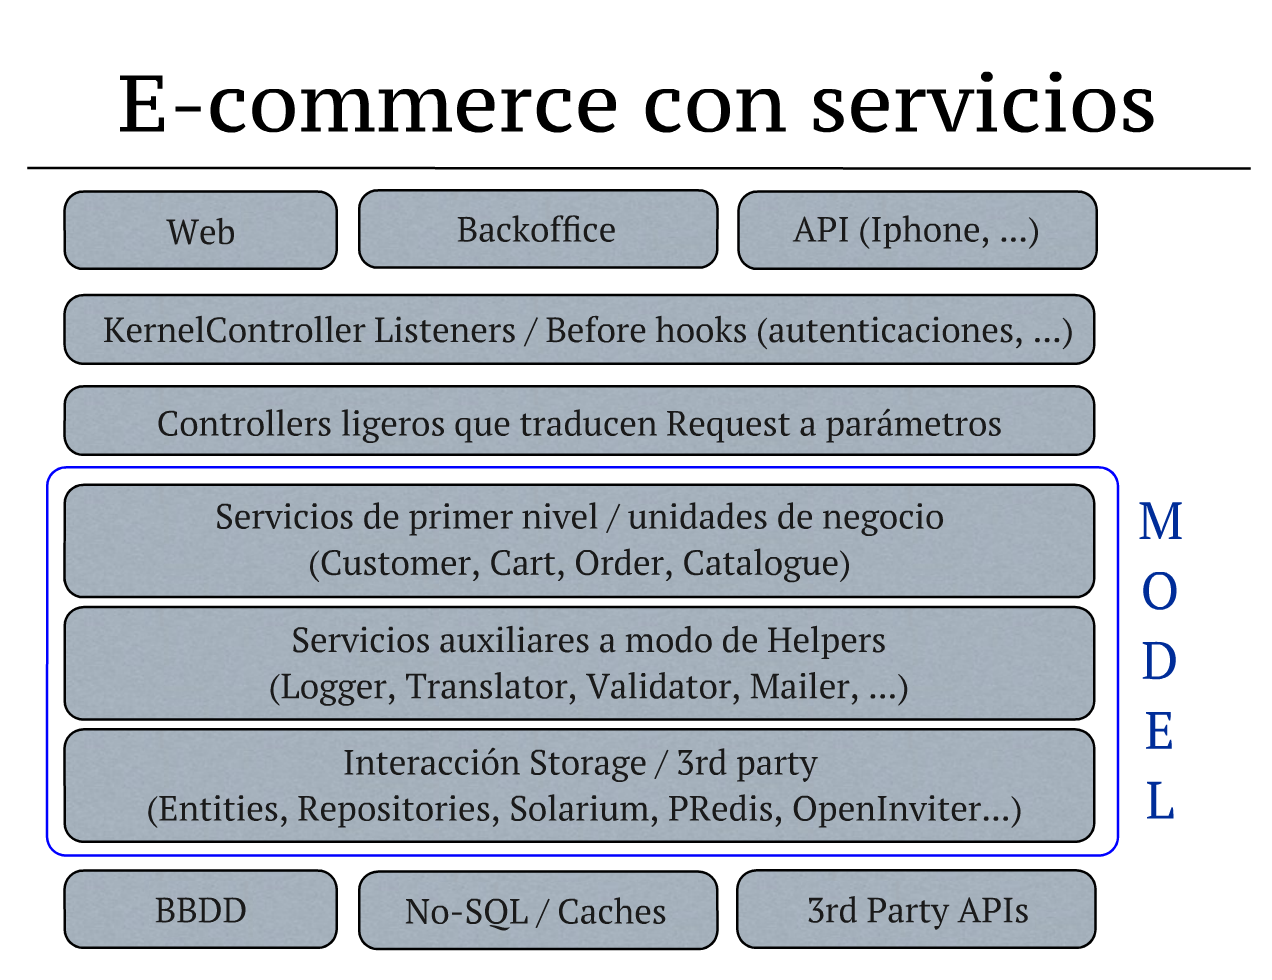 E-commerce con servicios
Web
Backoffice
API (Iphone, ...)
KernelController Listeners / Before hooks (autenticaciones, ...)
Controllers ligeros que traducen Request a parámetros
Servicios de primer nivel / unidades de negocio
(Customer, Cart, Order, Catalogue)
Servicios auxiliares a modo de Helpers
(Logger, Translator, Validator, Mailer, ...)
Interacción Storage / 3rd party
(Entities, Repositories, Solarium, PRedis, OpenInviter...)
M
O
D
E
L
BBDD
No-SQL / Caches
3rd Party APIs